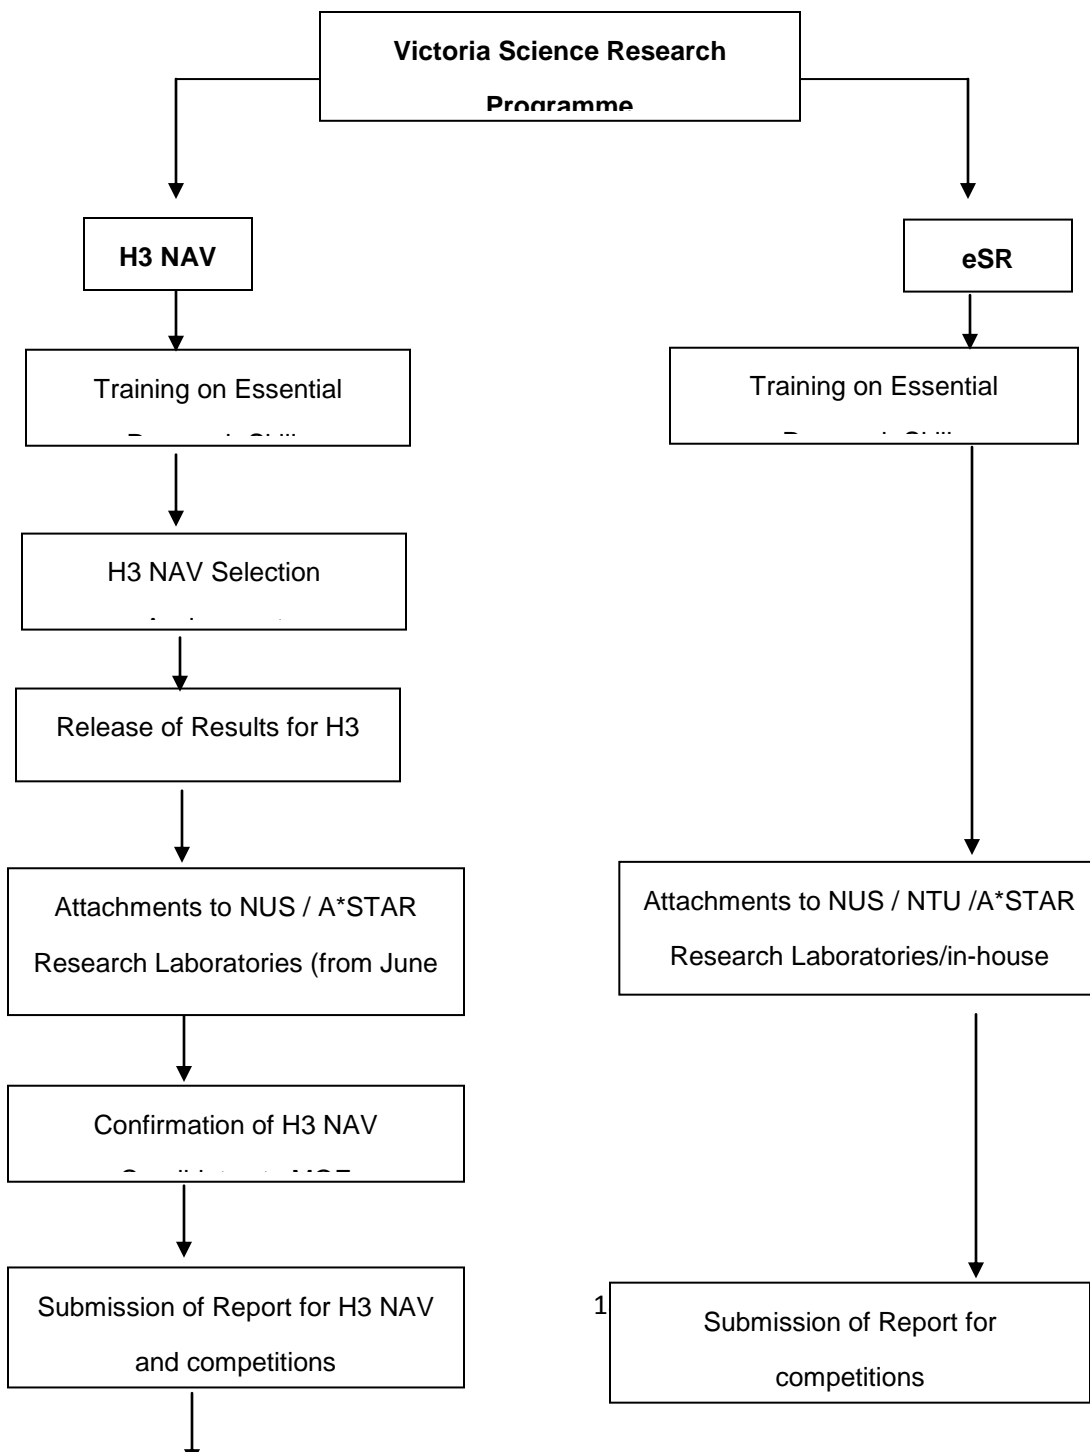 Victoria Science Research
Programme
H3 NAV
eSR
Training on Essential
Training on Essential
H3 NAV Selection
Release of Results for H3
Attachments to NUS / A*STAR
Research Laboratories (from June
Attachments to NUS / NTU /A*STAR
Research Laboratories/in-house
Confirmation of H3 NAV
Submission of Report for H3 NAV
and competitions
1
Submission of Report for
competitions